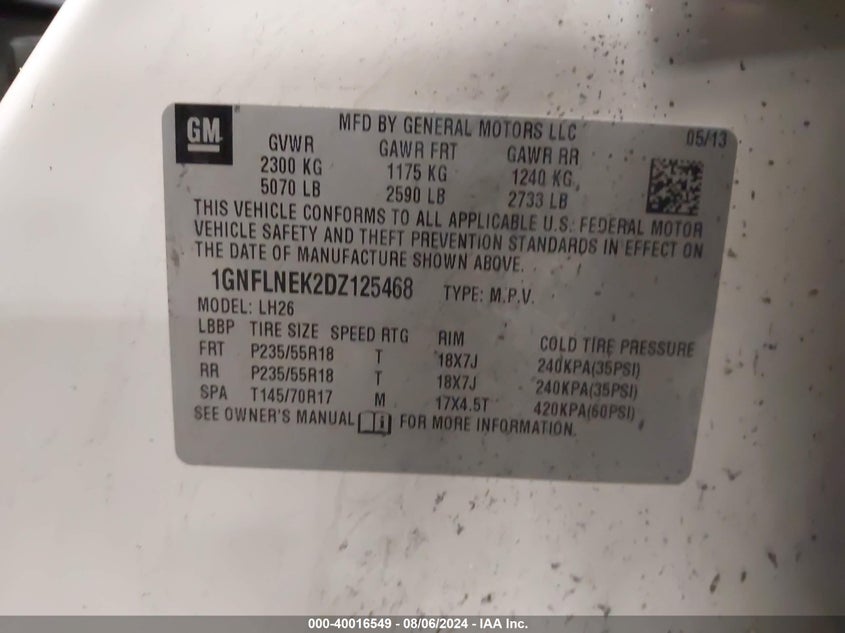 GM
MFD BY GENERAL MOTORS LLC 05/13
GVWR GAWR FRT GAWR RR
2300 KG 1175 KG 1240 KG
5070 LB 2590 LB 2733 LB
THIS VEHICLE CONFORMS TO ALL APPLICABLE U.S. FEDERAL MOTOR
VEHICLE SAFETY AND THEFT PREVENTION STANDARDS IN EFFECT ON
THE DATE OF MANUFACTURE SHOWN ABOVE.
1GNFLNEK2DZ125468 TYPE: M.P.V.
MODEL: LH26
LBBP TIRE SIZE SPEED RTG RIM COLD TIRE PRESSURE
FRT P235/55R18 T 18X7J 240KPA(35PSI)
RR P235/55R18 T 18X7J 240KPA(35PSI)
SPA T145/70R17 M 17X4.5T 420KPA(60PSI)
SEE OWNER'S MANUAL FOR MORE INFORMATION.
000-40016549 - 08/06/2024 - IAA Inc.